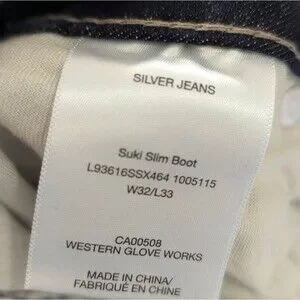 SILVER JEANS
Suki Slim Boot
L93616SSX464 1005115
W32/L33
CA00508
WESTERN GLOVE WORKS
MADE IN CHINA/
FABRIQUÉ EN CHINE